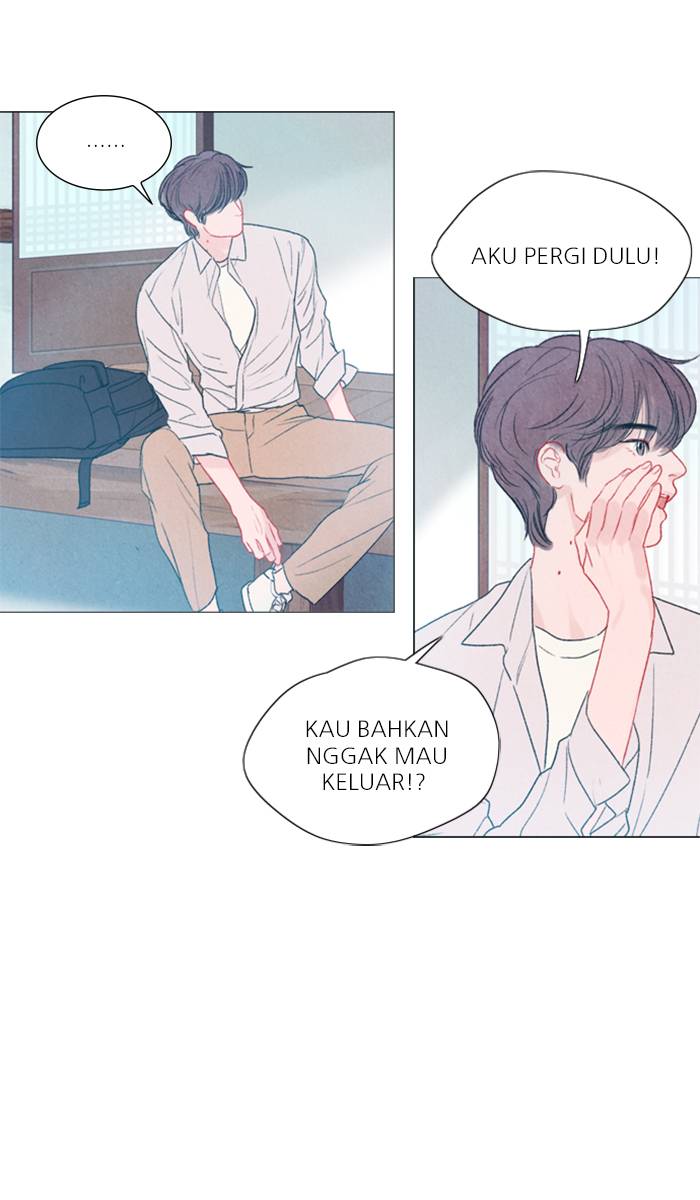 ......
AKU PERGI DULU!
KAU BAHKAN
NGGAK MAU
KELUAR!?